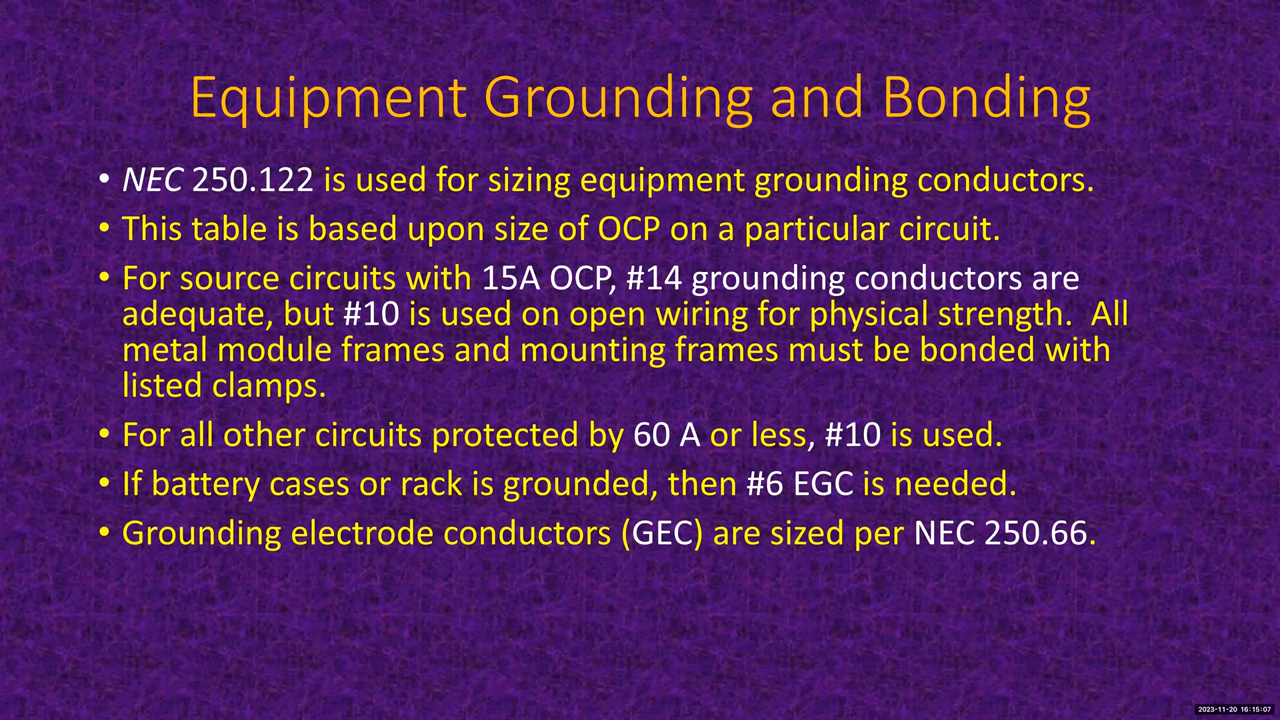 Equipment Grounding and Bonding
• NEC 250.122 is used for sizing equipment grounding conductors.
• This table is based upon size of OCP on a particular circuit.
• For source circuits with 15A OCP, #14 grounding conductors are
adequate, but #10 is used on open wiring for physical strength.  All
metal module frames and mounting frames must be bonded with
listed clamps.
• For all other circuits protected by 60 A or less, #10 is used.
• If battery cases or rack is grounded, then #6 EGC is needed.
• Grounding electrode conductors (GEC) are sized per NEC 250.66.
2023-11-20 16:15:07